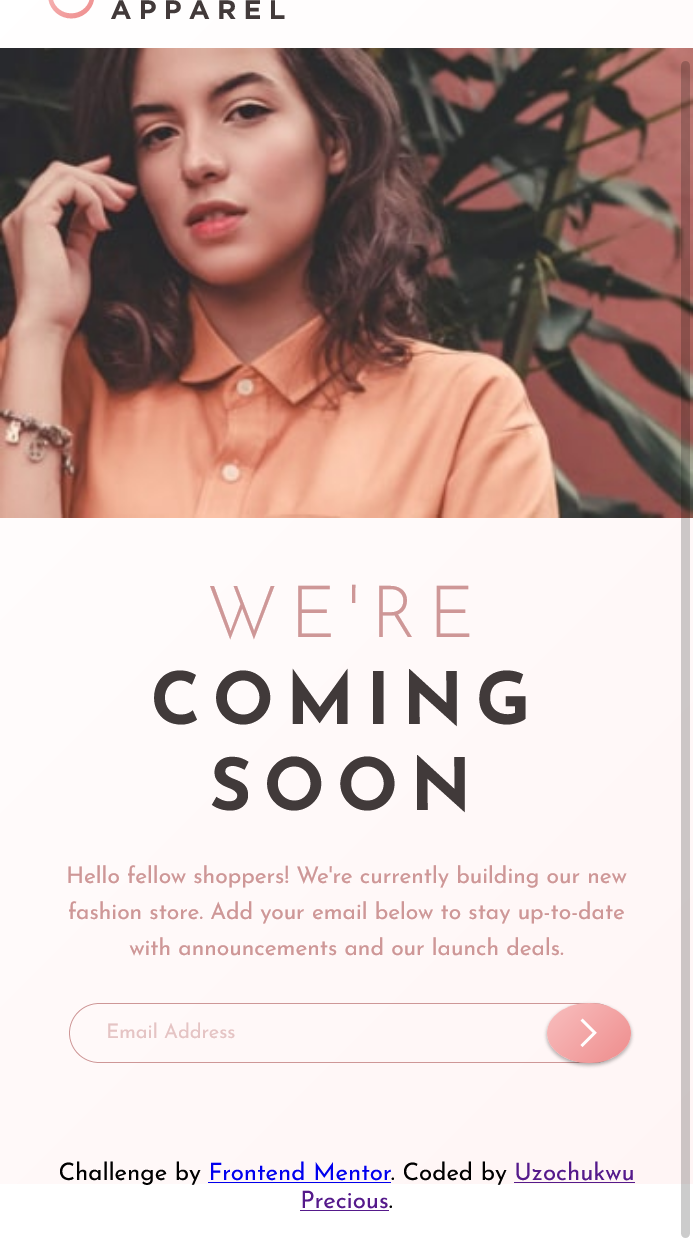 APPAREL
WE'RE
COMING
SOON
Hello fellow shoppers! We're currently building our new
fashion store. Add your email below to stay up-to-date
with announcements and our launch deals.
Email Address
Challenge by Frontend Mentor. Coded by Uzochukwu
Precious.